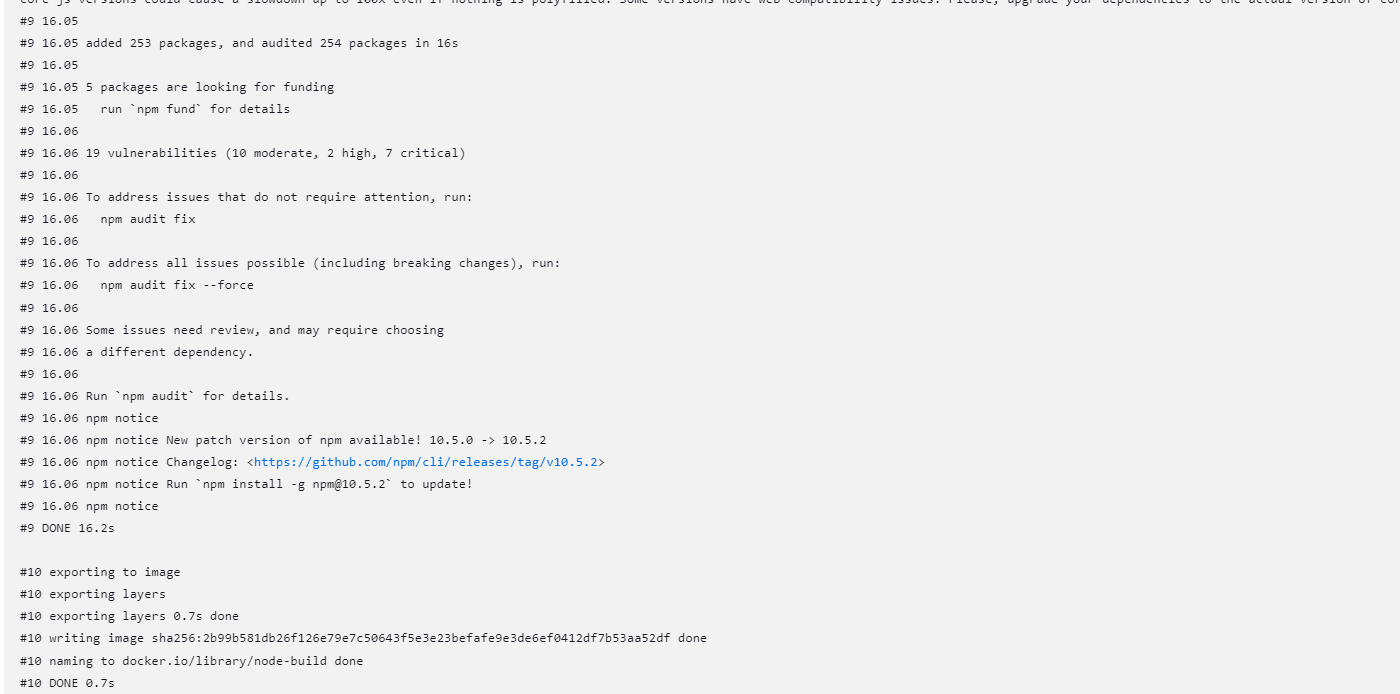 core-js versions could cause a slowdown up to 100x even if nothing is polyfilled. Some versions have web compatibility issues. Please, upgrade your dependencies to the actual version of
#9 16.05
#9 16.05 added 253 packages, and audited 254 packages in 16s
#9 16.05
#9 16.05 5 packages are looking for funding
#9 16.05   run `npm fund` for details
#9 16.06
#9 16.06 19 vulnerabilities (10 moderate, 2 high, 7 critical)
#9 16.06
#9 16.06 To address issues that do not require attention, run:
#9 16.06   npm audit fix
#9 16.06
#9 16.06 To address all issues possible (including breaking changes), run:
#9 16.06   npm audit fix --force
#9 16.06
#9 16.06 Some issues need review, and may require choosing
#9 16.06 a different dependency.
#9 16.06
#9 16.06 Run `npm audit` for details.
#9 16.06 npm notice
#9 16.06 npm notice New patch version of npm available! 10.5.0 -> 10.5.2
#9 16.06 npm notice Changelog: <https://github.com/npm/cli/releases/tag/v10.5.2>
#9 16.06 npm notice Run `npm install -g npm@10.5.2` to update!
#9 16.06 npm notice
#9 DONE 16.2s
#10 exporting to image
#10 exporting layers
#10 exporting layers 0.7s done
#10 writing image sha256:2b99b581db26f126e79e7c50643f5e3e23befafe9e3de6ef0412df7b53aa52df done
#10 naming to docker.io/library/node-build done
#10 DONE 0.7s